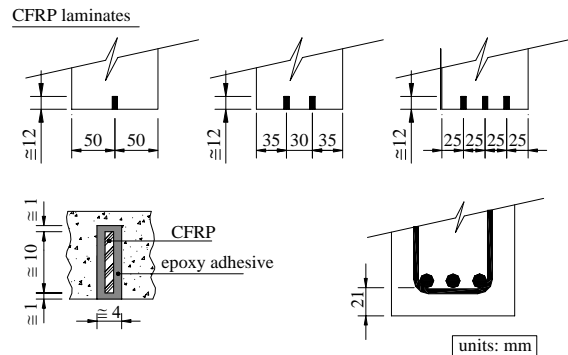 CFRP laminates
≅12
50 50
≅12
35 30 35
≅12
25 25 25 25
≅1
≅10
≅1
CFRP
epoxy adhesive
≅4
21
units: mm